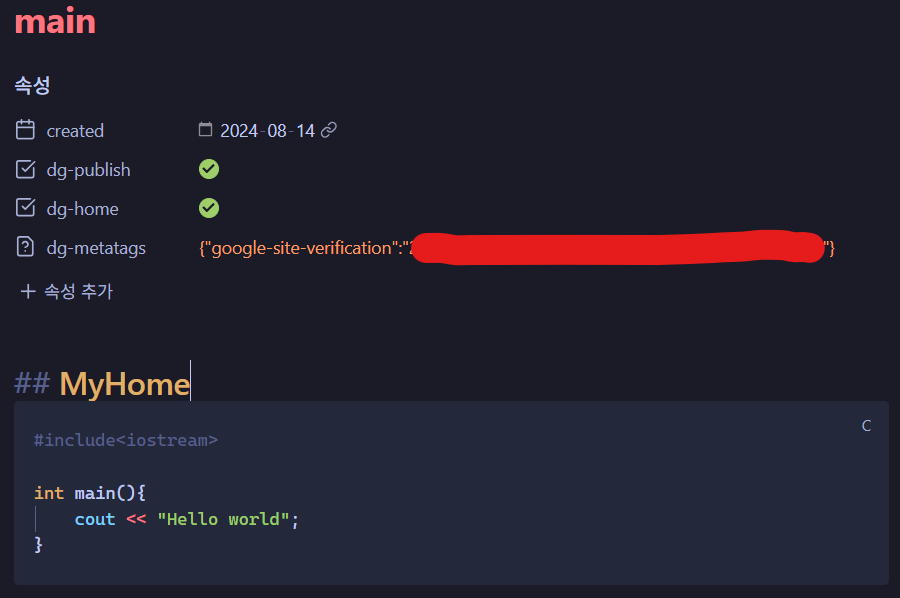 main
속성
created 2024-08-14
dg-publish
dg-home
dg-metatags {"google-site-verification":" "}
속성 추가
## MyHome
C
#include<iostream>
int main(){
cout << "Hello world";
}